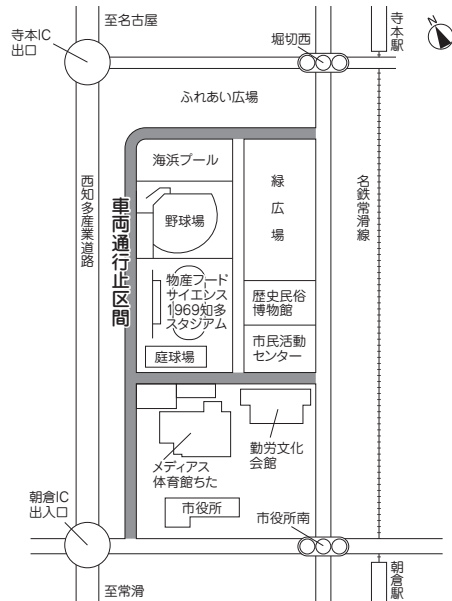 至名古屋
寺本IC
出口
堀切西
寺本駅
N
ふれあい広場
海浜プール
緑広場
西知多産業道路
車両通行止区間
野球場
名鉄常滑線
物産フード
サイエンス
1969知多
スタジアム
歴史民俗
博物館
市民活動
センター
庭球場
勤労文化
会館
メディアス
体育館ちた
朝倉IC
出入口
市役所
市役所南
至常滑
朝倉駅